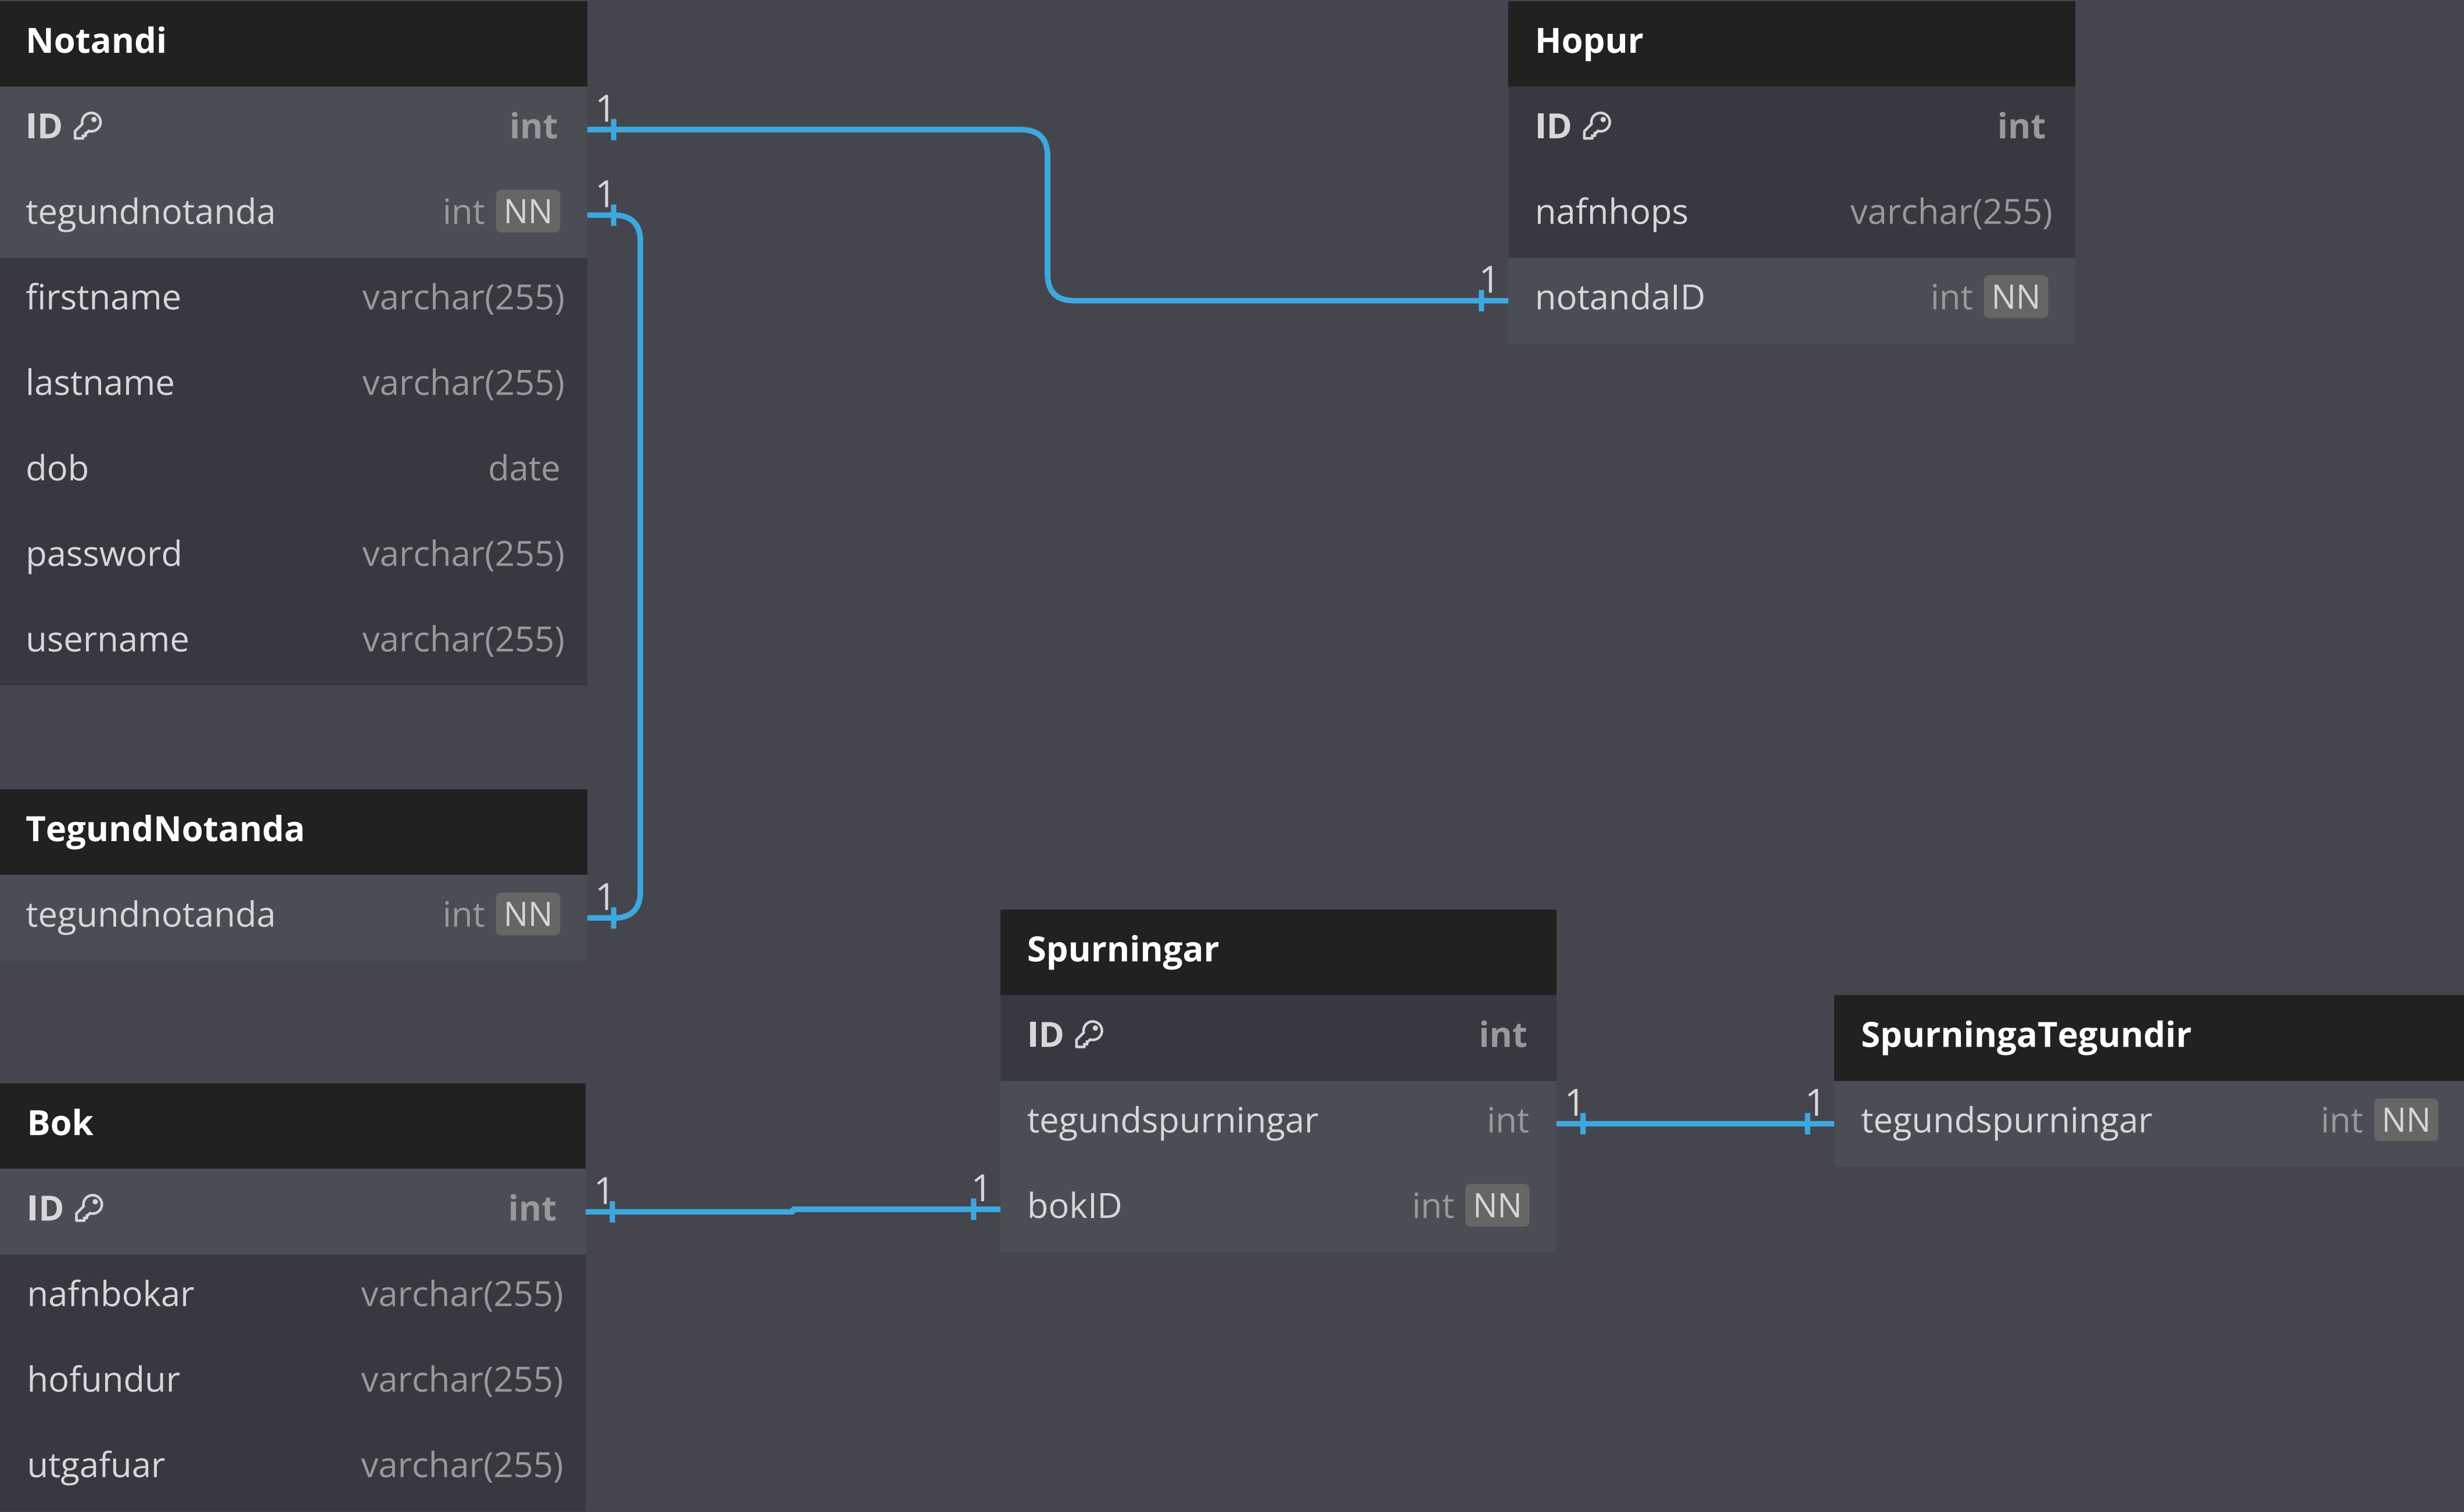 Notandi
ID int
tegundnotanda int NN
firstname varchar(255)
lastname varchar(255)
dob date
password varchar(255)
username varchar(255)
1
1
Hopur
ID int
nafnhops varchar(255)
notandaID int NN
1
TegundNotanda
tegundnotanda int NN
1
Spurningar
ID int
tegundspurningar int
bokID int NN
1
1
SpurningaTegundir
tegundspurningar int NN
1
Bok
ID int
nafnbokar varchar(255)
hofundur varchar(255)
utgafuar varchar(255)
1